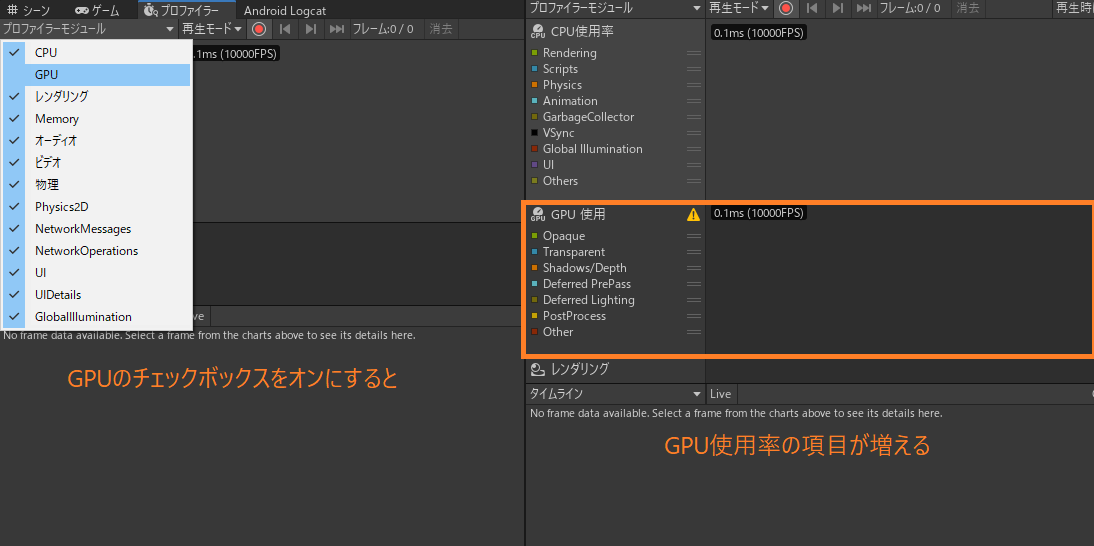 シーン ゲーム プロファイラー Android Logcat
プロファイラーモジュール 再生モード フレーム:0 / 0 消去
.1ms (10000FPS)
CPU
GPU
レンダリング
Memory
オーディオ
ビデオ
物理
Physics2D
NetworkMessages
NetworkOperations
UI
UIDetails
GlobalIllumination
No frame data available. Select a frame from the charts above to see its details here.
GPUのチェックボックスをオンにすると
プロファイラーモジュール 再生モード フレーム:0 / 0 消去 再生時
CPU使用率 0.1ms (10000FPS)
Rendering
Scripts
Physics
Animation
GarbageCollector
VSync
Global Illumination
UI
Others
GPU 使用 0.1ms (10000FPS)
Opaque
Transparent
Shadows/Depth
Deferred PrePass
Deferred Lighting
PostProcess
Other
レンダリング
タイムライン Live
No frame data available. Select a frame from the charts above to see its details here.
GPU使用率の項目が増える